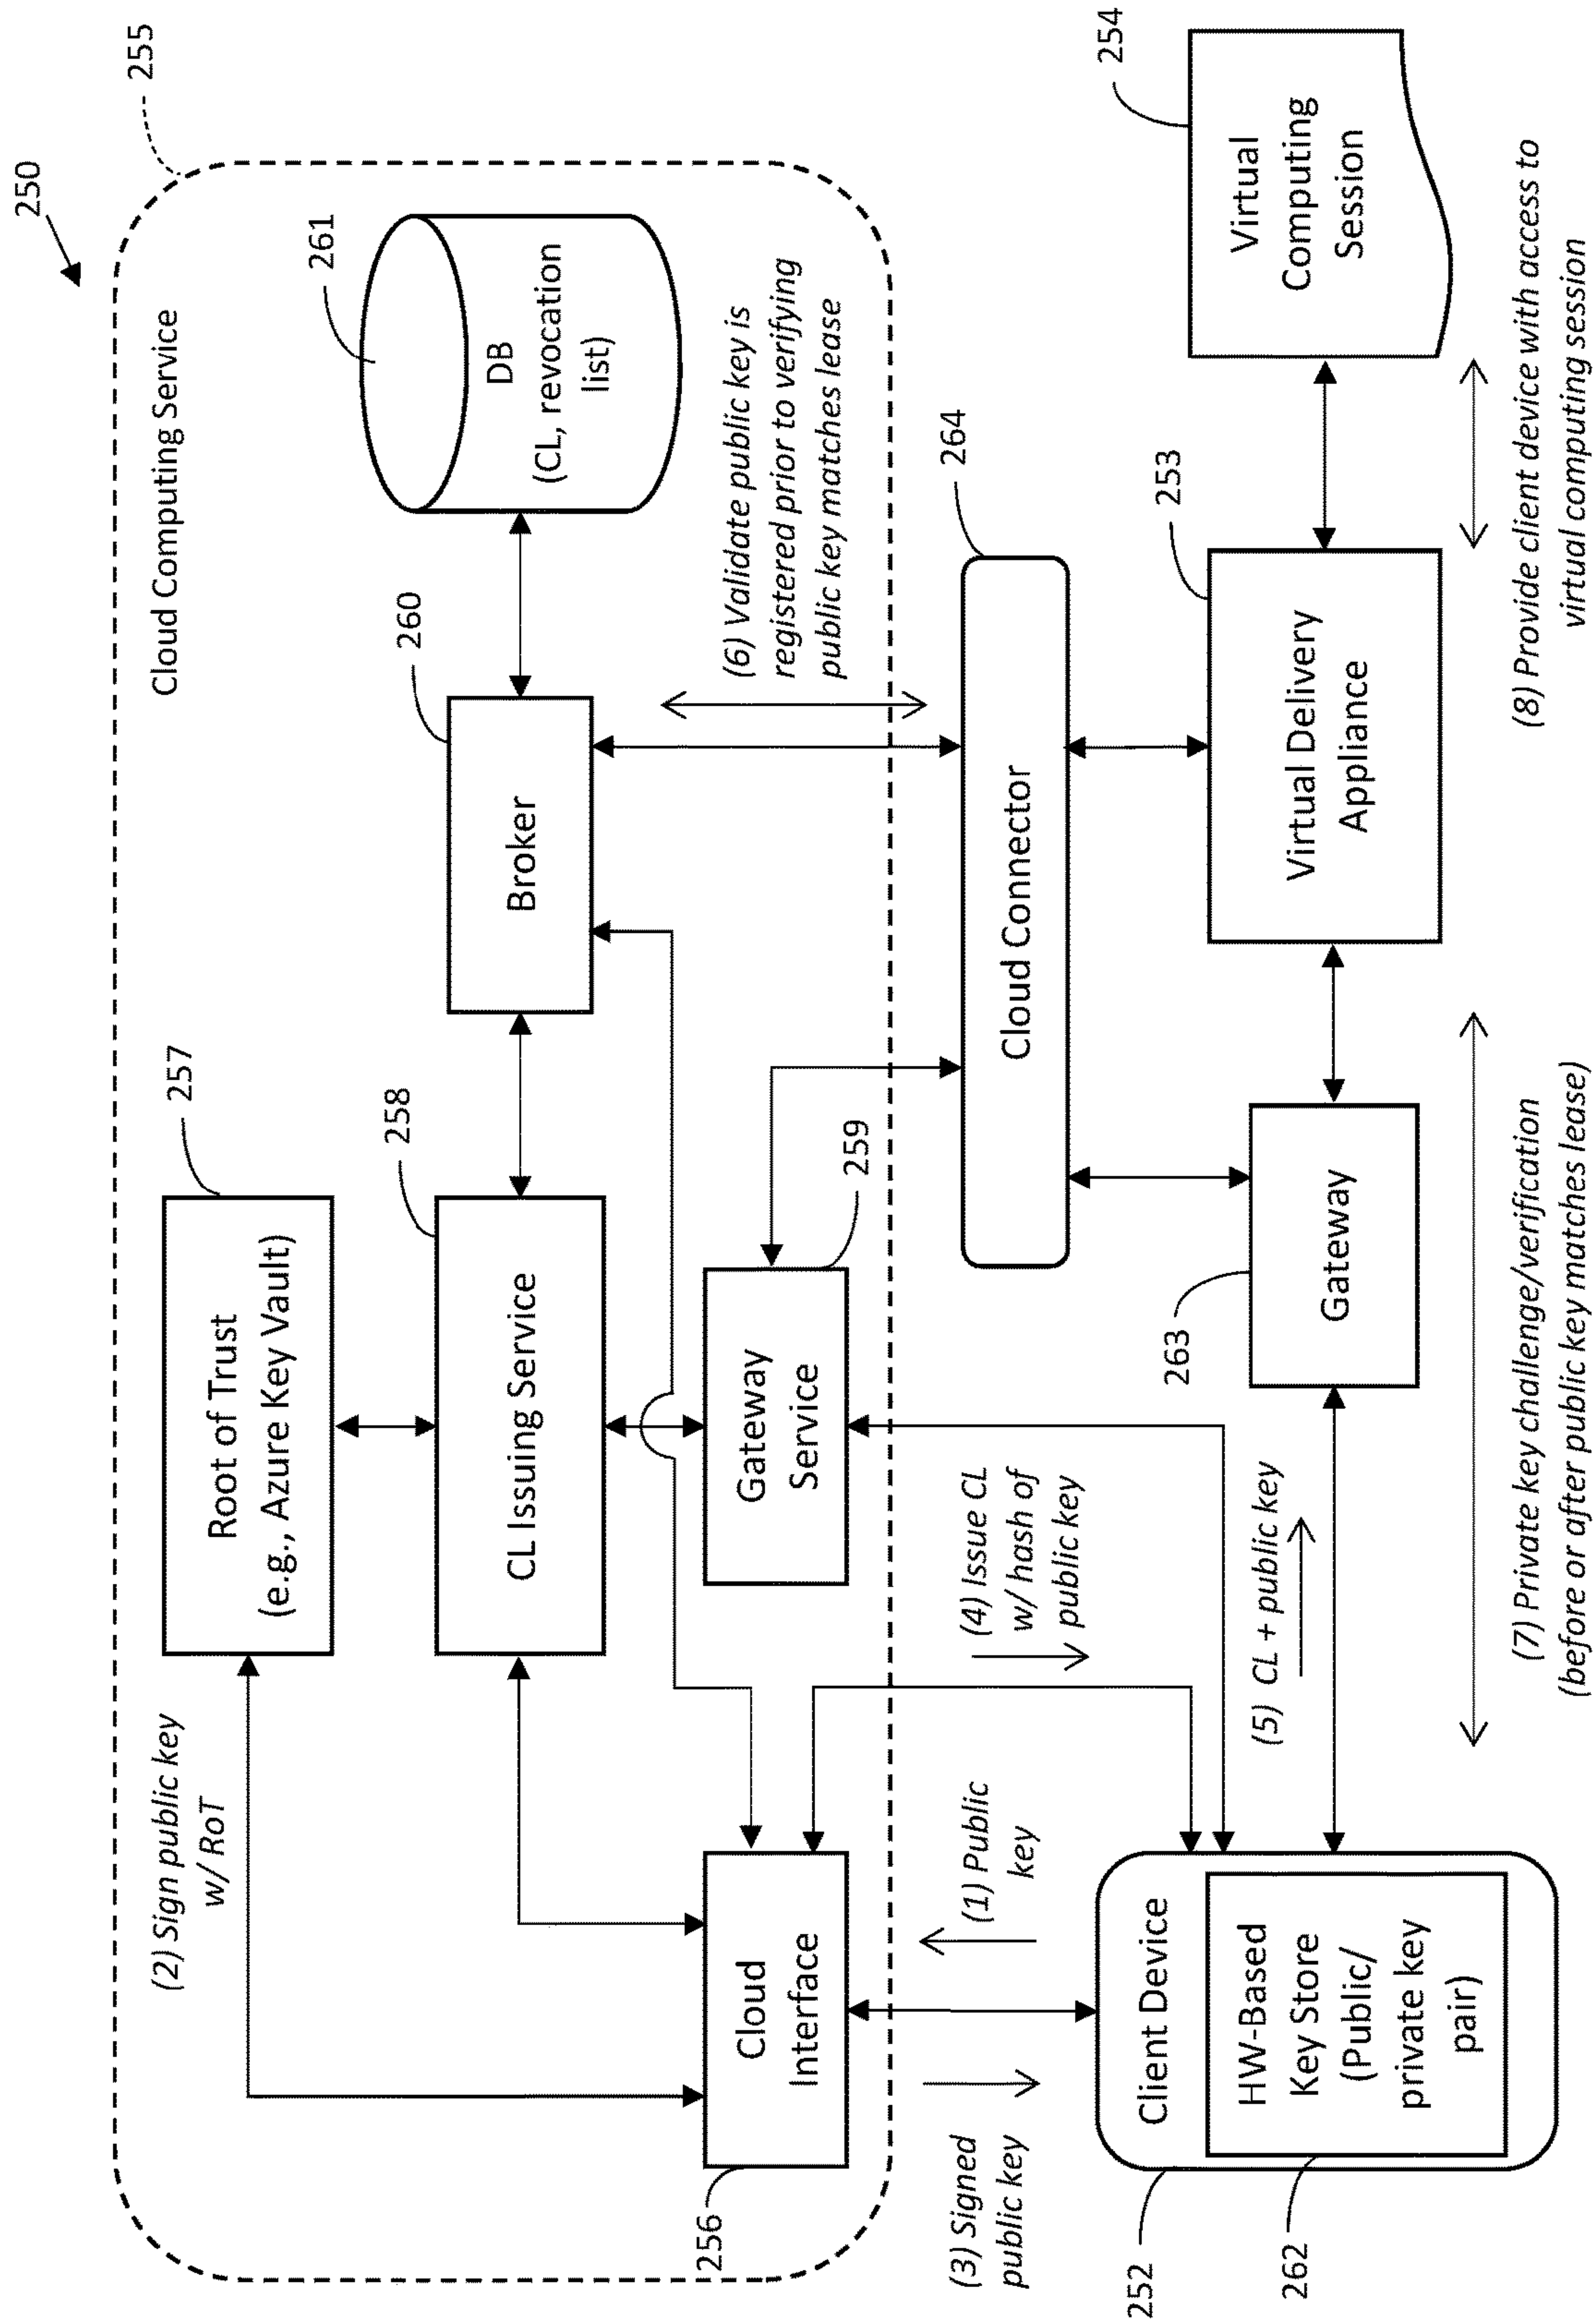 250
255
Cloud Computing Service
(2) Sign public key
w/ RoT
Root of Trust
(e.g., Azure Key Vault)
257
CL Issuing Service
258
Broker
260
DB
(CL, revocation
list)
261
Cloud
Interface
256
Gateway
Service
259
(6) Validate public key is
registered prior to verifying
public key matches lease
(3) Signed
public key
(1) Public
key
(4) Issue CL
w/ hash of
public key
Cloud Connector
264
Client Device
252
HW-Based
Key Store
(Public/
private key
pair)
262
(5) CL + public key
Gateway
263
Virtual Delivery
Appliance
253
Virtual
Computing
Session
254
(7) Private key challenge/verification
(before or after public key matches lease)
(8) Provide client device with access to
virtual computing session